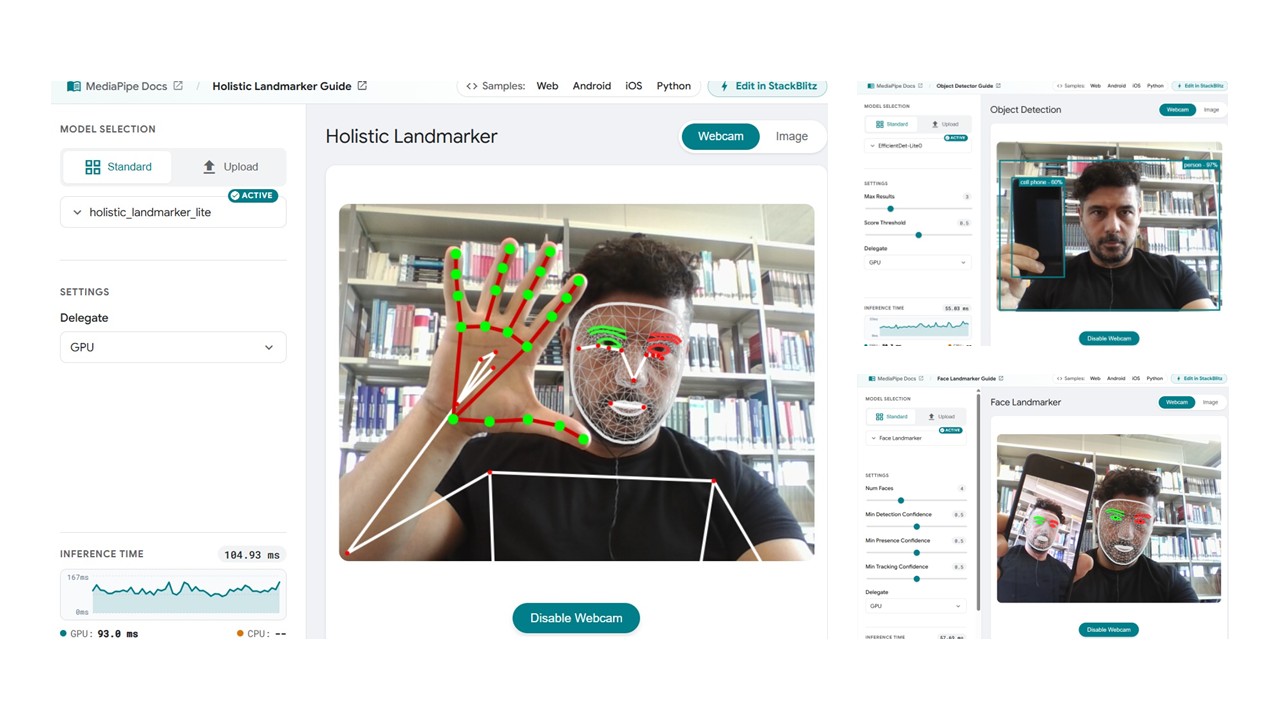 MediaPipe Docs / Holistic Landmarker Guide
<> Samples: Web Android iOS Python
Edit in StackBlitz
MODEL SELECTION
Standard Upload
ACTIVE
holistic_landmarker_lite
SETTINGS
Delegate
GPU
INFERENCE TIME 104.93 ms
167ms
0ms
GPU: 93.0 ms CPU: --
Holistic Landmarker
Webcam Image
Disable Webcam
MediaPipe Docs / Object Detector Guide
<> Samples: Web Android iOS Python
Edit in StackBlitz
MODEL SELECTION
Standard Upload
ACTIVE
EfficientDet-Lite0
SETTINGS
Max Results 3
Score Threshold 0.5
Delegate
GPU
INFERENCE TIME 55.03 ms
Object Detection
Webcam Image
person - 97%
cell phone - 60%
Disable Webcam
MediaPipe Docs / Face Landmarker Guide
<> Samples: Web Android iOS Python
Edit in StackBlitz
MODEL SELECTION
Standard Upload
ACTIVE
Face Landmarker
SETTINGS
Num Faces 4
Min Detection Confidence 0.5
Min Presence Confidence 0.5
Min Tracking Confidence 0.5
Delegate
GPU
INFERENCE TIME
Face Landmarker
Webcam Image
Disable Webcam